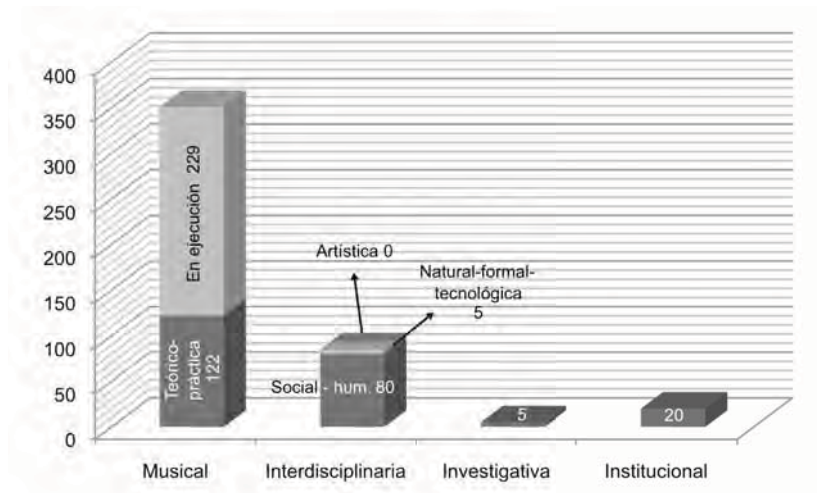 400
350
300
250
200
150
100
50
0
En ejecución 229
Teórico-
práctica
122
Artística 0
Natural-formal-
tecnológica
5
Social - hum. 80
5
20
Musical
Interdisciplinaria
Investigativa
Institucional